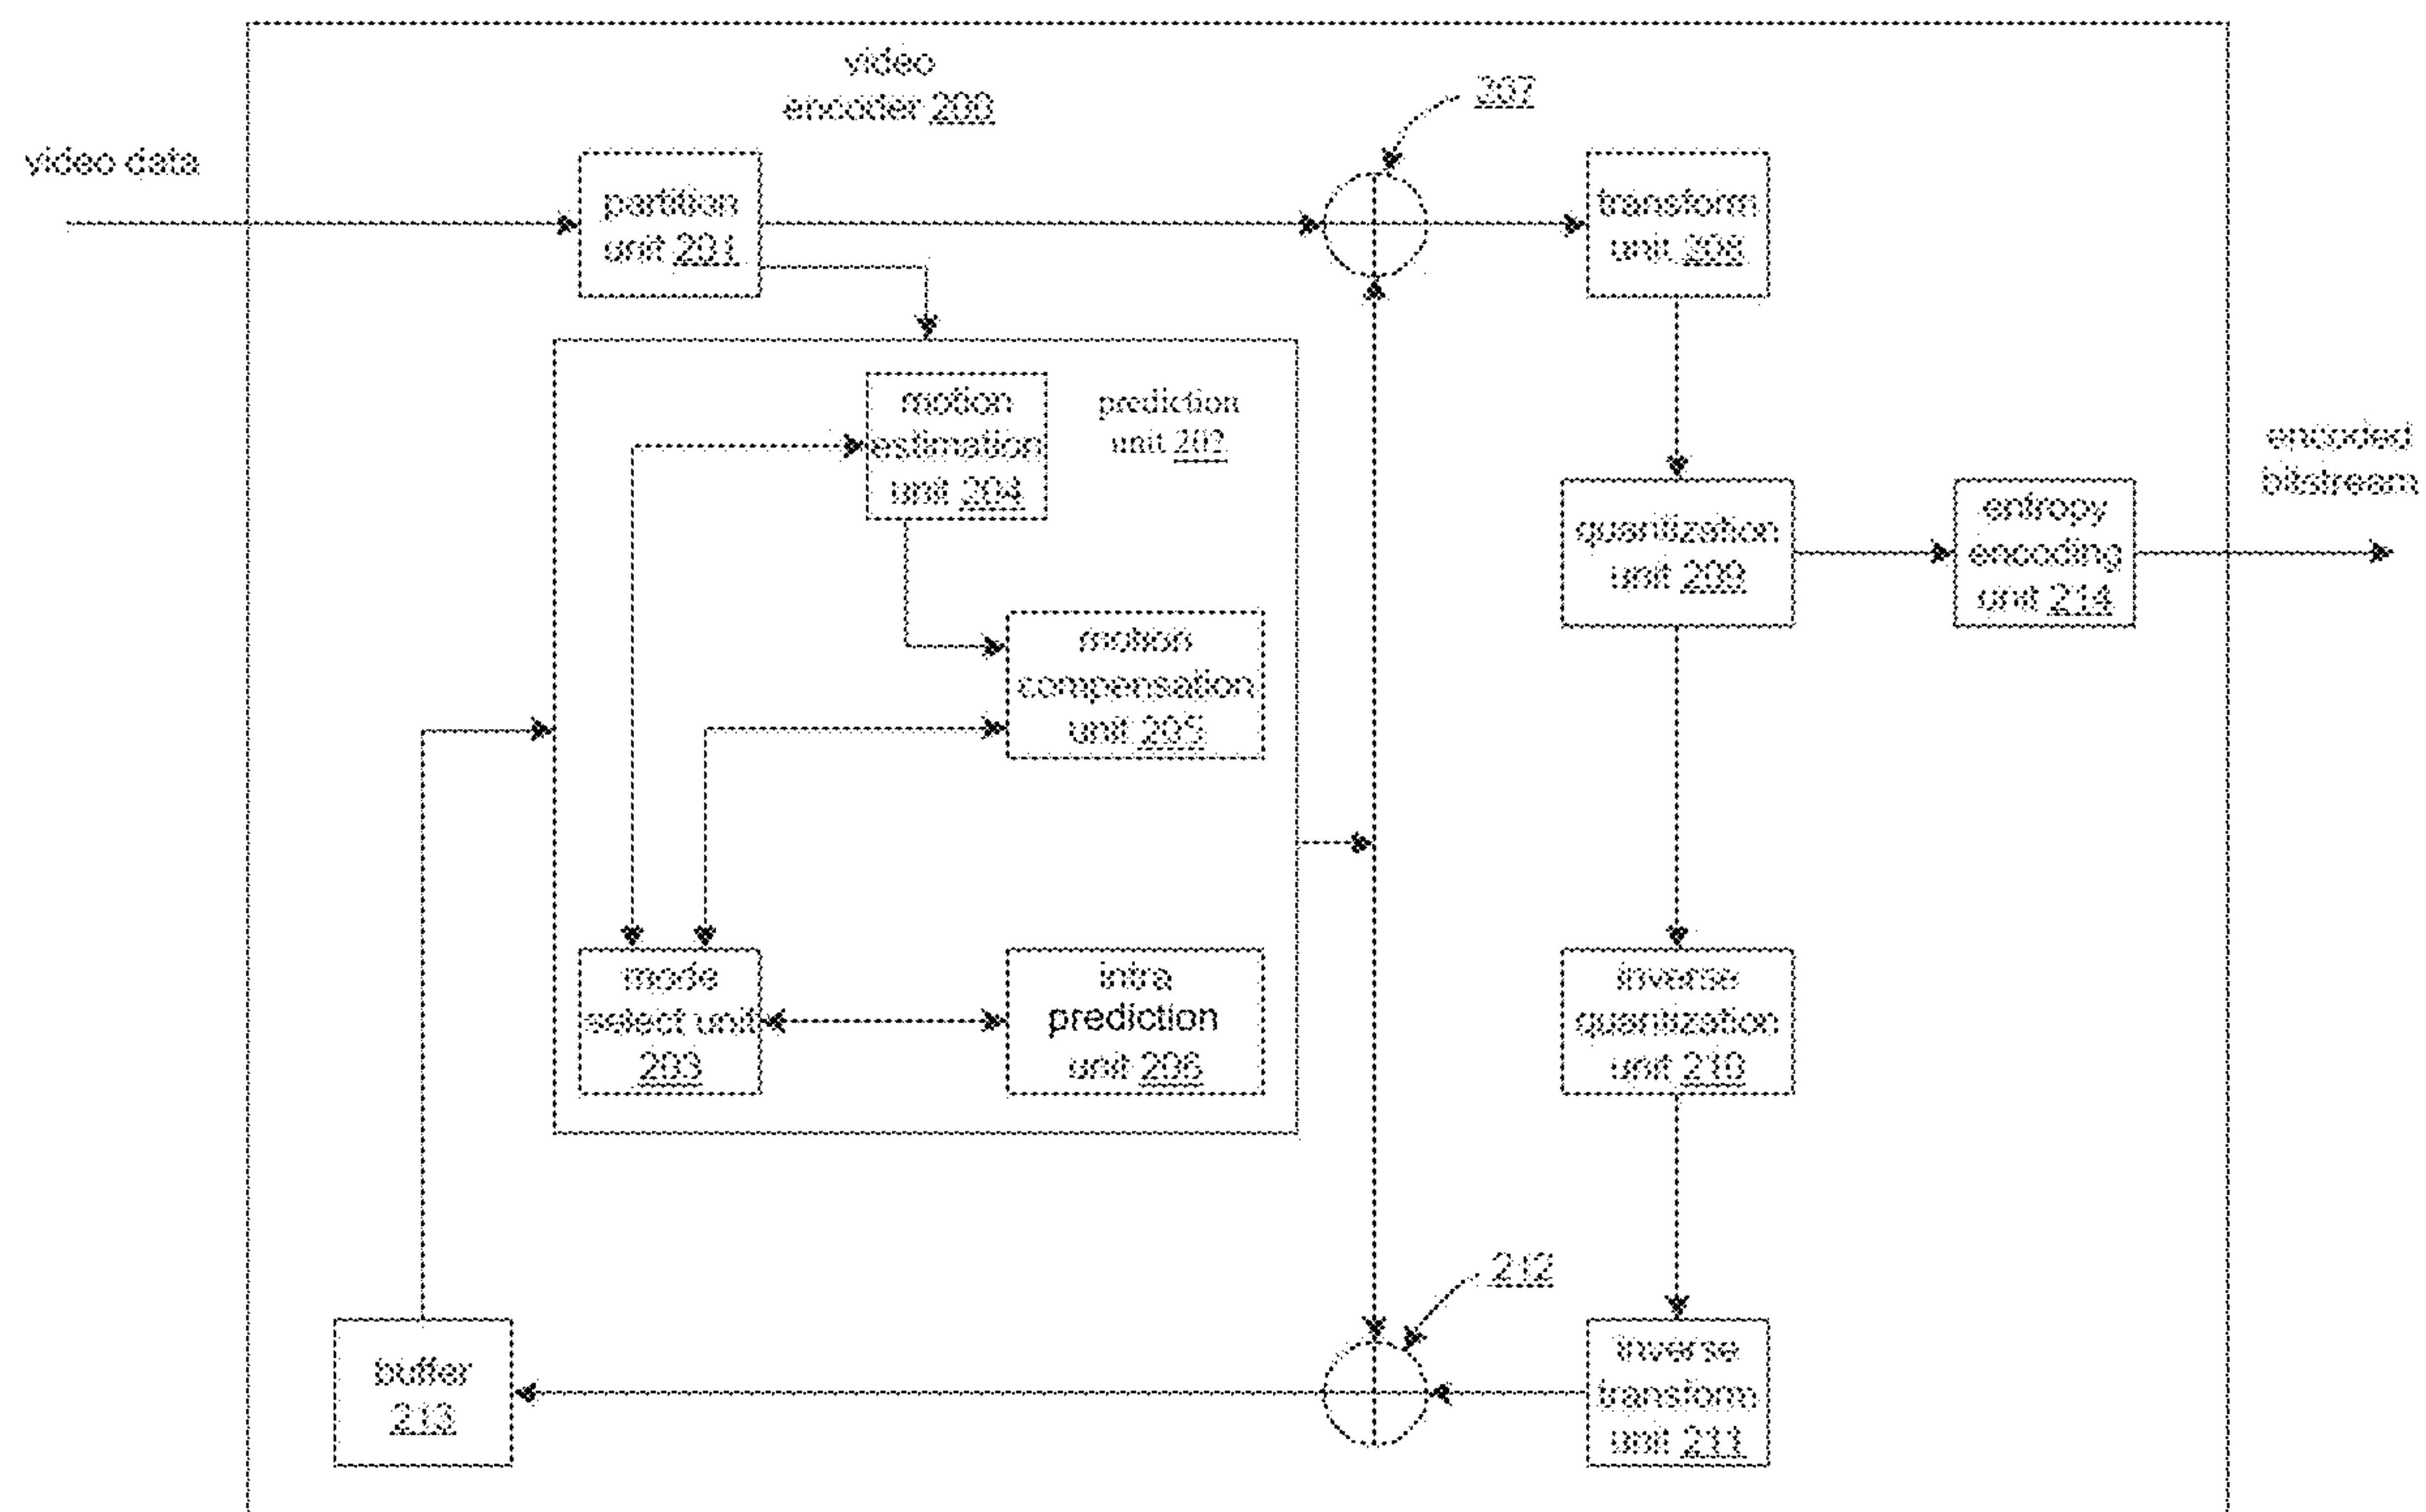 video
encoder 200
207
video data
partition
unit 201
transform
unit 208
motion
estimation
unit 204
prediction
unit 202
encoded
bitstream
quantization
unit 209
entropy
encoding
unit 214
motion
compensation
unit 205
mode
select unit
203
intra
prediction
unit 206
inverse
quantization
unit 210
212
buffer
213
inverse
transform
unit 211